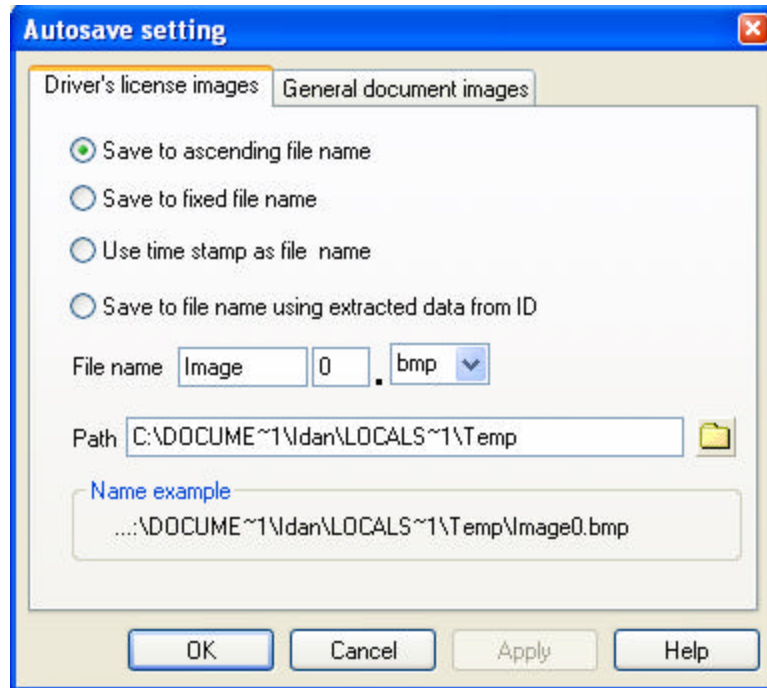 Autosave setting
Driver's license images General document images
Save to ascending file name
Save to fixed file name
Use time stamp as file name
Save to file name using extracted data from ID
File name Image 0 . bmp
Path C:\DOCUME~1\Idan\LOCALS~1\Temp
Name example
...:\DOCUME~1\Idan\LOCALS~1\Temp\Image0.bmp
OK Cancel Apply Help